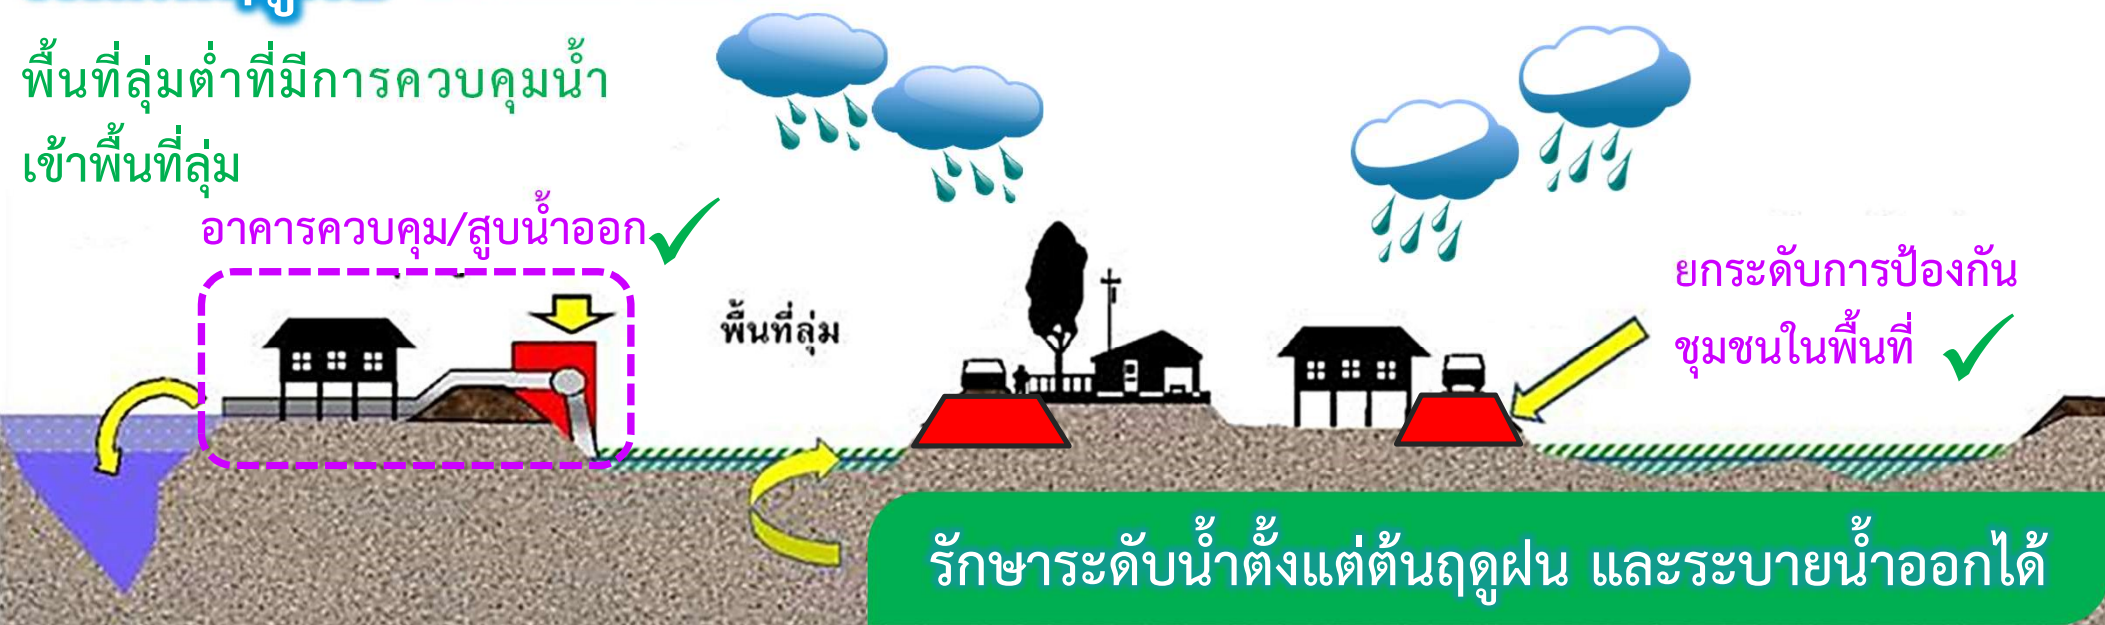 พื้นที่ลุ่มต่ำที่มีการควบคุมน้ำ
เข้าพื้นที่ลุ่ม
อาคารควบคุม/สูบน้ำออก
พื้นที่ลุ่ม
ยกระดับการป้องกัน
ชุมชนในพื้นที่
รักษาระดับน้ำตั้งแต่ต้นฤดูฝน และระบายน้ำออกได้